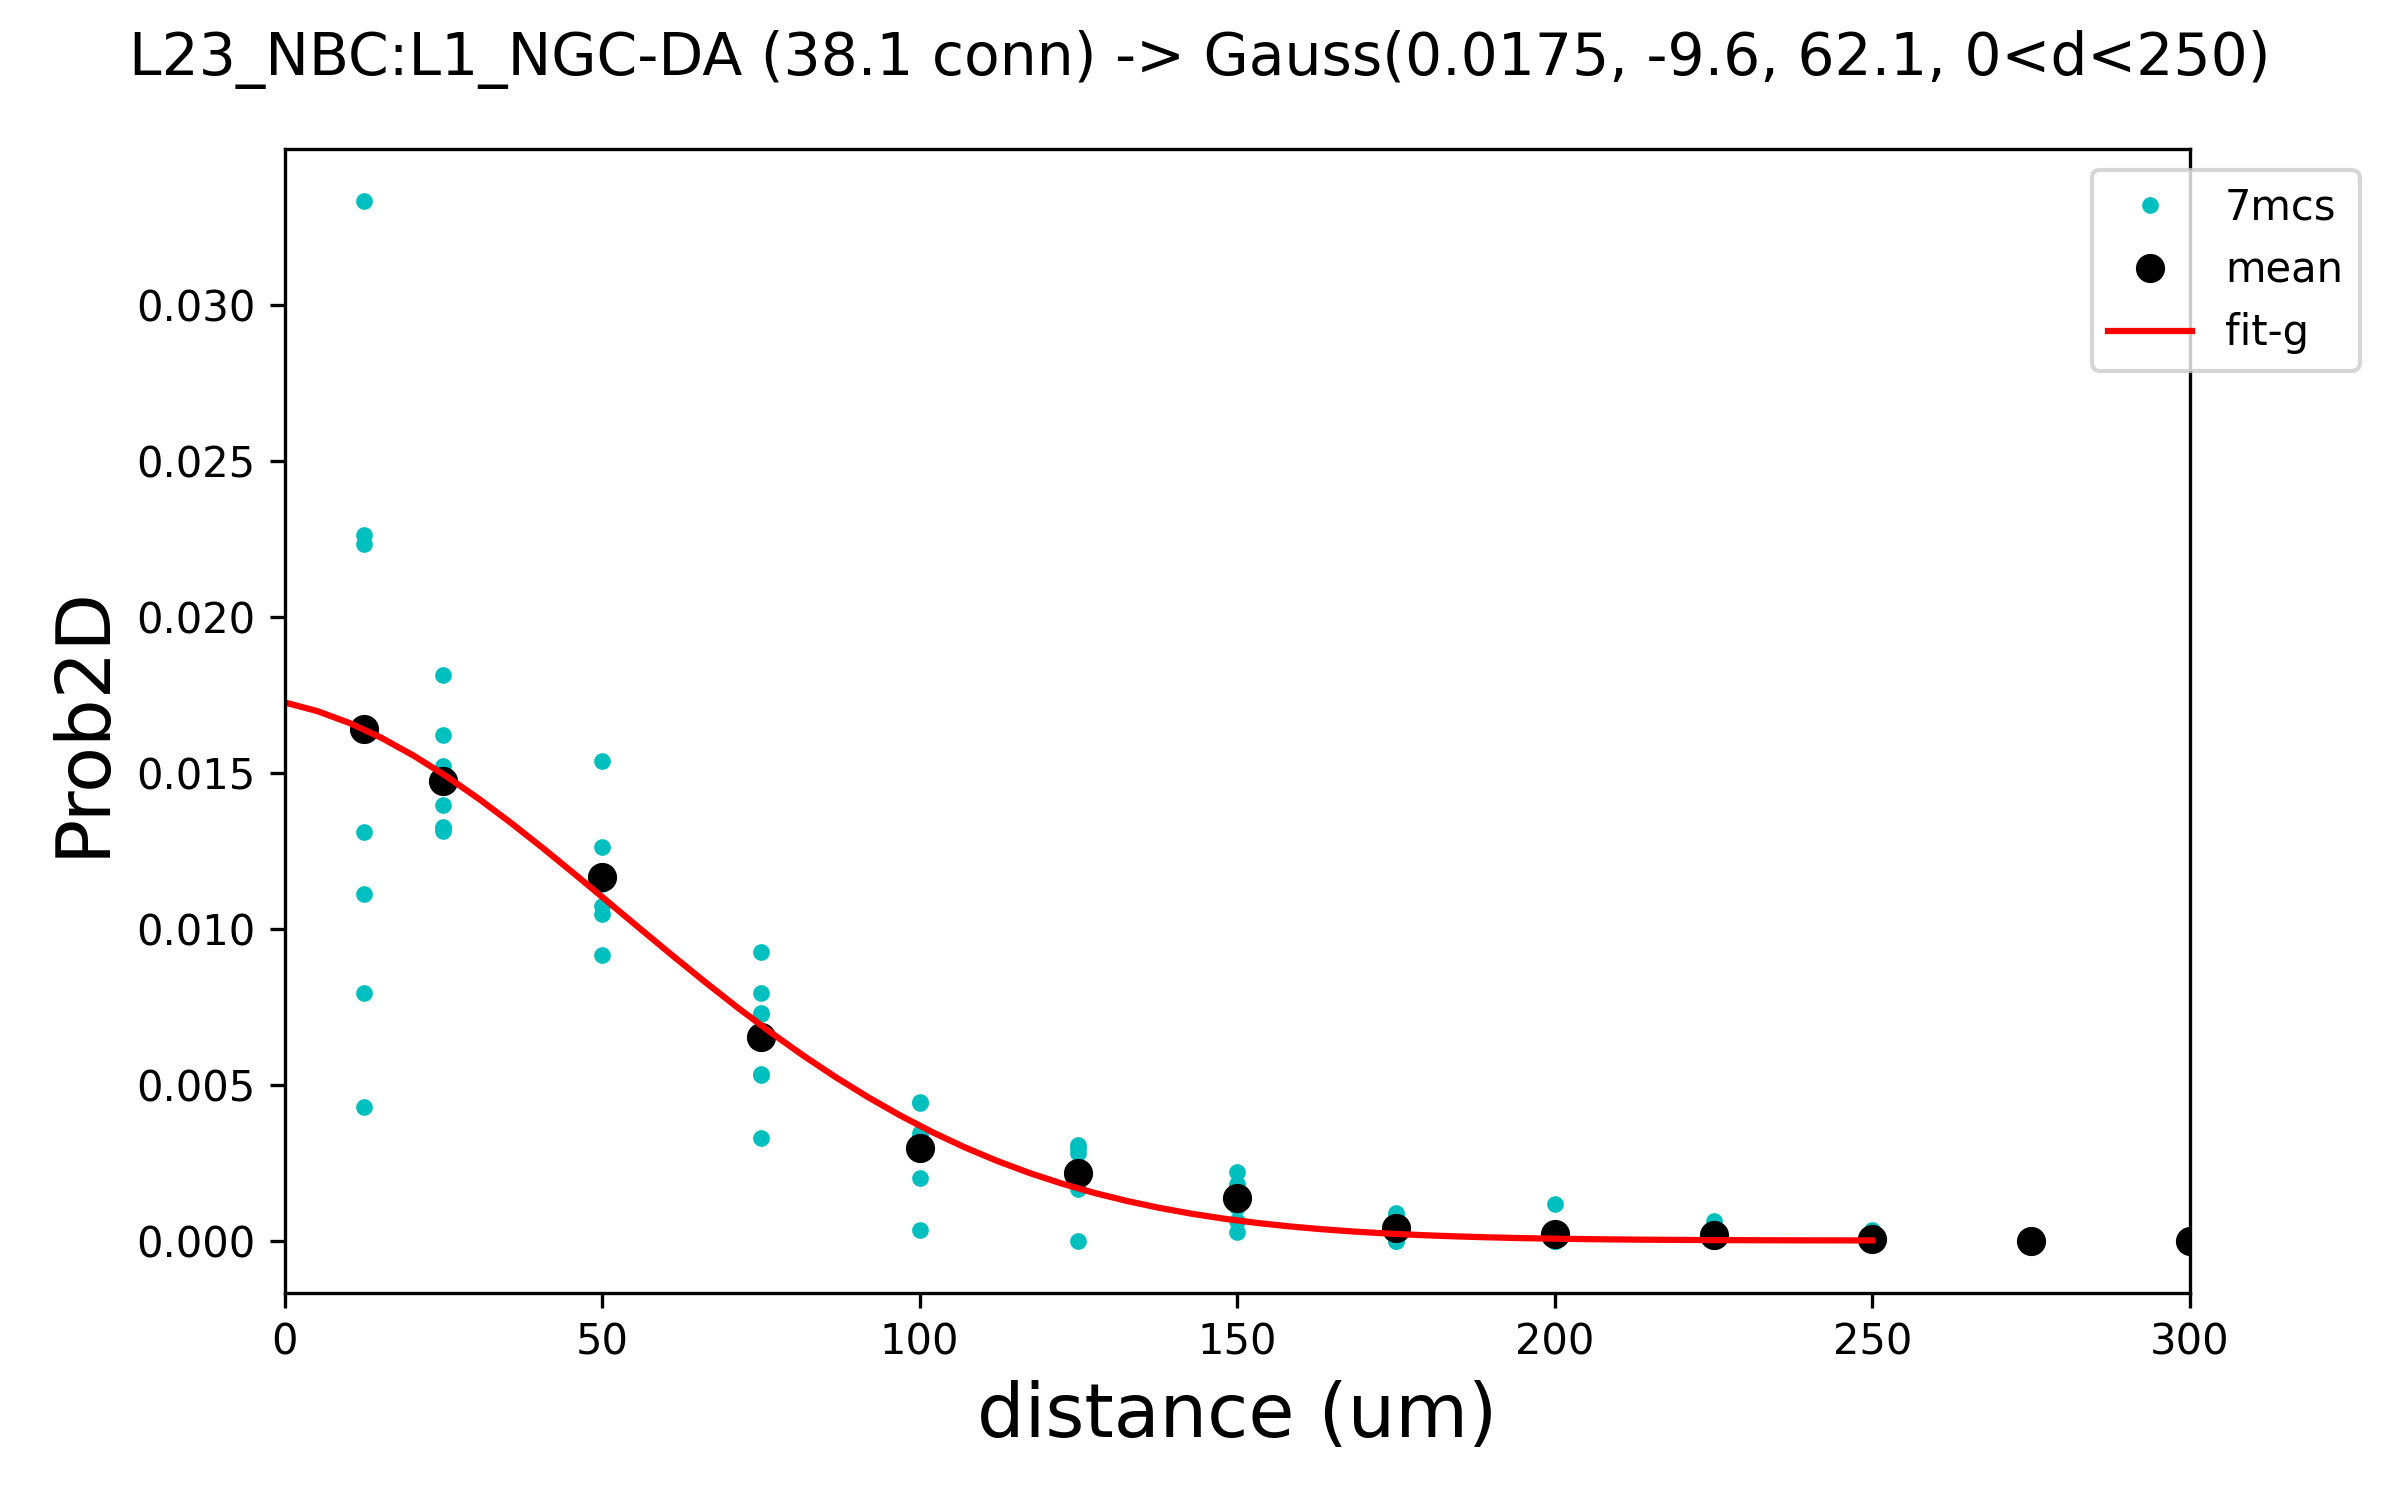 L23_NBC:L1_NGC-DA (38.1 conn) -> Gauss(0.0175, -9.6, 62.1, 0<d<250)
7mcs
mean
fit-g
0.030
0.025
0.020
0.015
0.010
0.005
0.000
Prob2D
0 50 100 150 200 250 300
distance (um)